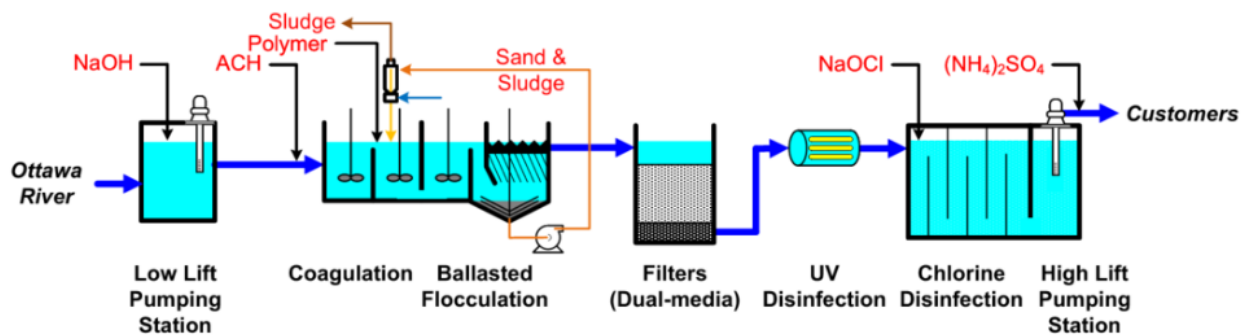 Sludge
Polymer
NaOH
ACH
Sand &
Sludge
NaOCl
(NH₄)₂SO₄
Customers
Ottawa
River
Low Lift
Pumping
Station
Coagulation
Ballasted
Flocculation
Filters
(Dual-media)
UV
Disinfection
Chlorine
Disinfection
High Lift
Pumping
Station